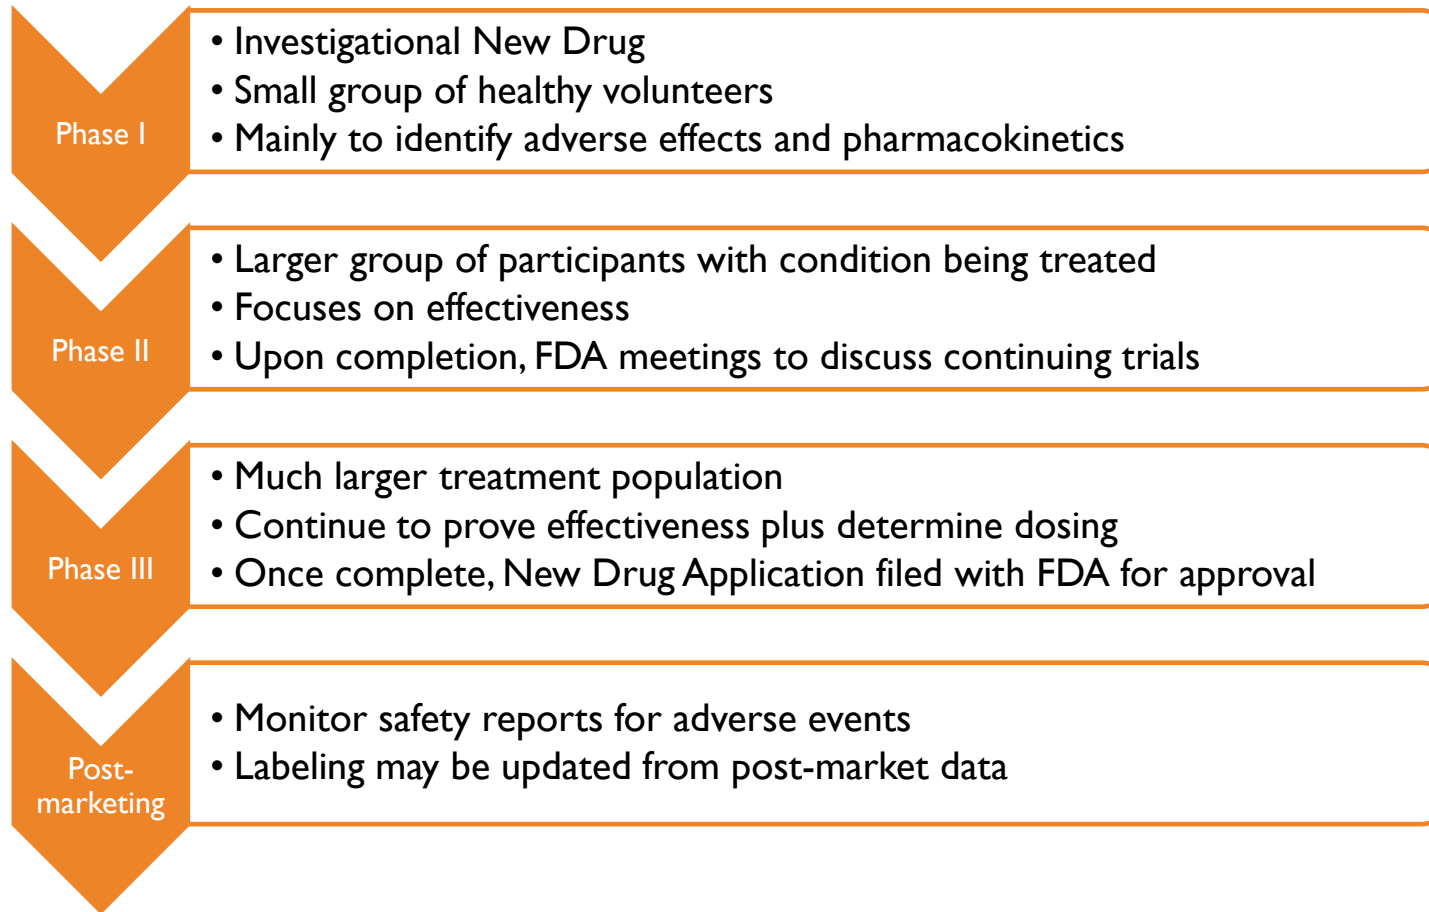 Phase I
• Investigational New Drug
• Small group of healthy volunteers
• Mainly to identify adverse effects and pharmacokinetics
Phase II
• Larger group of participants with condition being treated
• Focuses on effectiveness
• Upon completion, FDA meetings to discuss continuing trials
Phase III
• Much larger treatment population
• Continue to prove effectiveness plus determine dosing
• Once complete, New Drug Application filed with FDA for approval
Post-
marketing
• Monitor safety reports for adverse events
• Labeling may be updated from post-market data